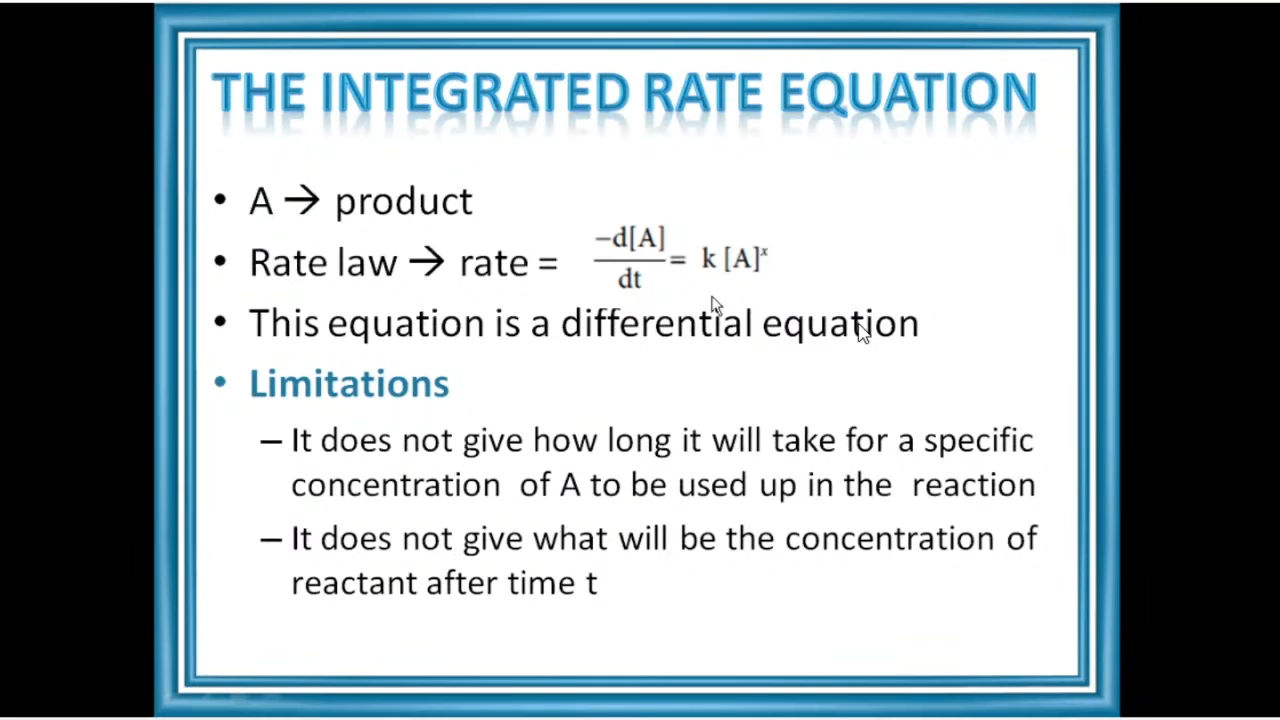 THE INTEGRATED RATE EQUATION
• A → product
• Rate law → rate = −d[A]/dt = k [A]ˣ
• This equation is a differential equation
• Limitations
– It does not give how long it will take for a specific
concentration of A to be used up in the reaction
– It does not give what will be the concentration of
reactant after time t